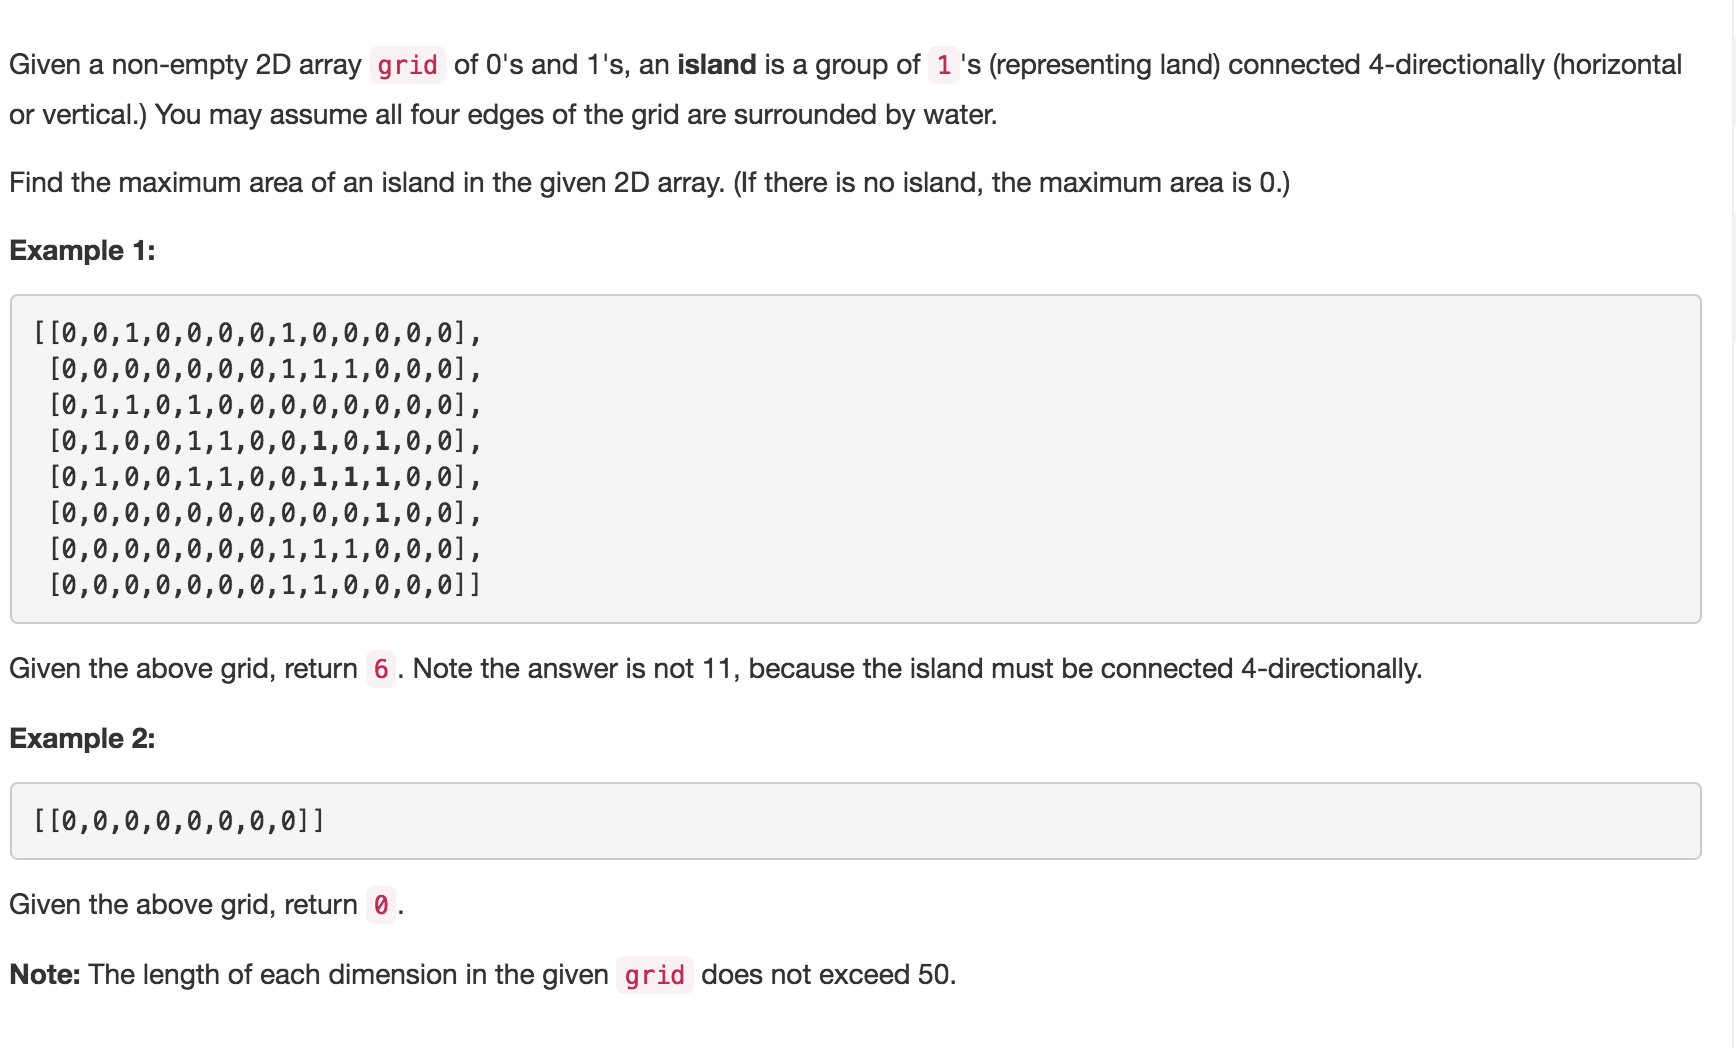 Given a non-empty 2D array grid of 0's and 1's, an island is a group of 1 's (representing land) connected 4-directionally (horizontal
or vertical.) You may assume all four edges of the grid are surrounded by water.
Find the maximum area of an island in the given 2D array. (If there is no island, the maximum area is 0.)
Example 1:
[[0,0,1,0,0,0,0,1,0,0,0,0,0],
[0,0,0,0,0,0,0,1,1,1,0,0,0],
[0,1,1,0,1,0,0,0,0,0,0,0,0],
[0,1,0,0,1,1,0,0,1,0,1,0,0],
[0,1,0,0,1,1,0,0,1,1,1,0,0],
[0,0,0,0,0,0,0,0,0,0,1,0,0],
[0,0,0,0,0,0,0,1,1,1,0,0,0],
[0,0,0,0,0,0,0,1,1,0,0,0,0]]
Given the above grid, return 6 . Note the answer is not 11, because the island must be connected 4-directionally.
Example 2:
[[0,0,0,0,0,0,0,0]]
Given the above grid, return 0 .
Note: The length of each dimension in the given grid does not exceed 50.